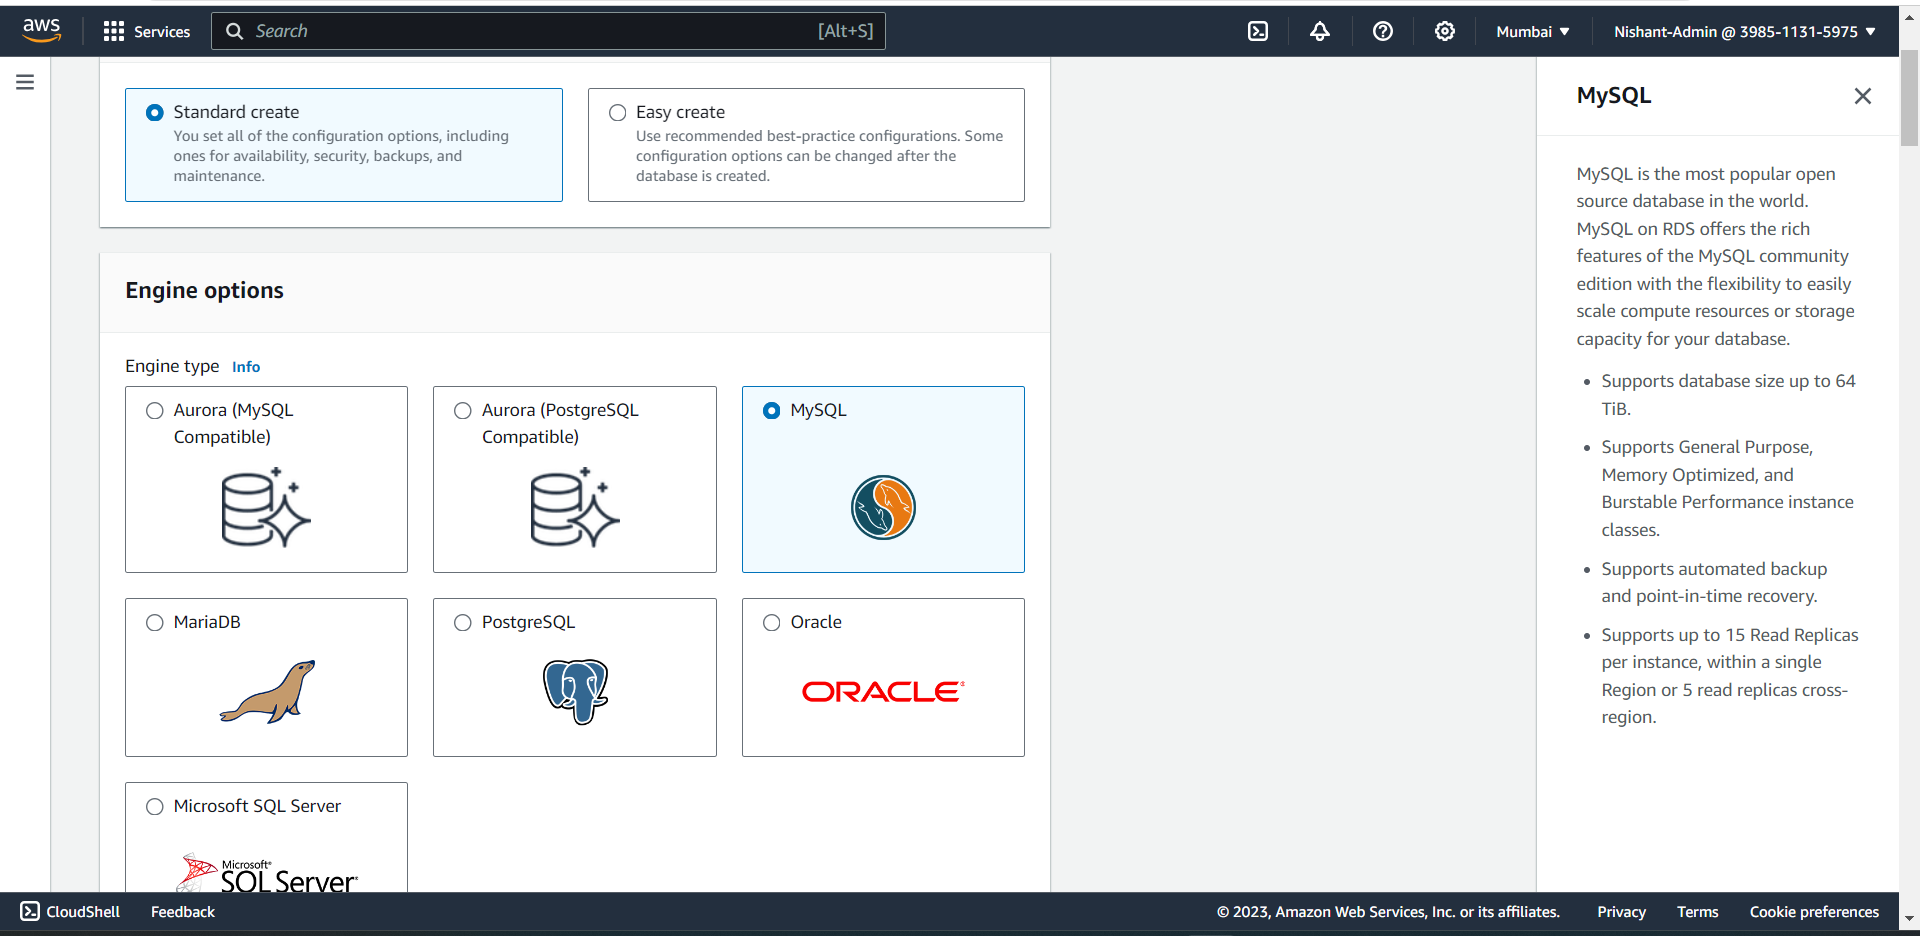 aws
Services
Search
[Alt+S]
Mumbai ▼
Nishant-Admin @ 3985-1131-5975 ▼
Standard create
You set all of the configuration options, including
ones for availability, security, backups, and
maintenance.
Easy create
Use recommended best-practice configurations. Some
configuration options can be changed after the
database is created.
Engine options
Engine type Info
Aurora (MySQL
Compatible)
Aurora (PostgreSQL
Compatible)
MySQL
MariaDB
PostgreSQL
Oracle
ORACLE®
Microsoft SQL Server
Microsoft®
SQL Server®
MySQL
MySQL is the most popular open
source database in the world.
MySQL on RDS offers the rich
features of the MySQL community
edition with the flexibility to easily
scale compute resources or storage
capacity for your database.
• Supports database size up to 64
TiB.
• Supports General Purpose,
Memory Optimized, and
Burstable Performance instance
classes.
• Supports automated backup
and point-in-time recovery.
• Supports up to 15 Read Replicas
per instance, within a single
Region or 5 read replicas cross-
region.
CloudShell
Feedback
© 2023, Amazon Web Services, Inc. or its affiliates.
Privacy
Terms
Cookie preferences